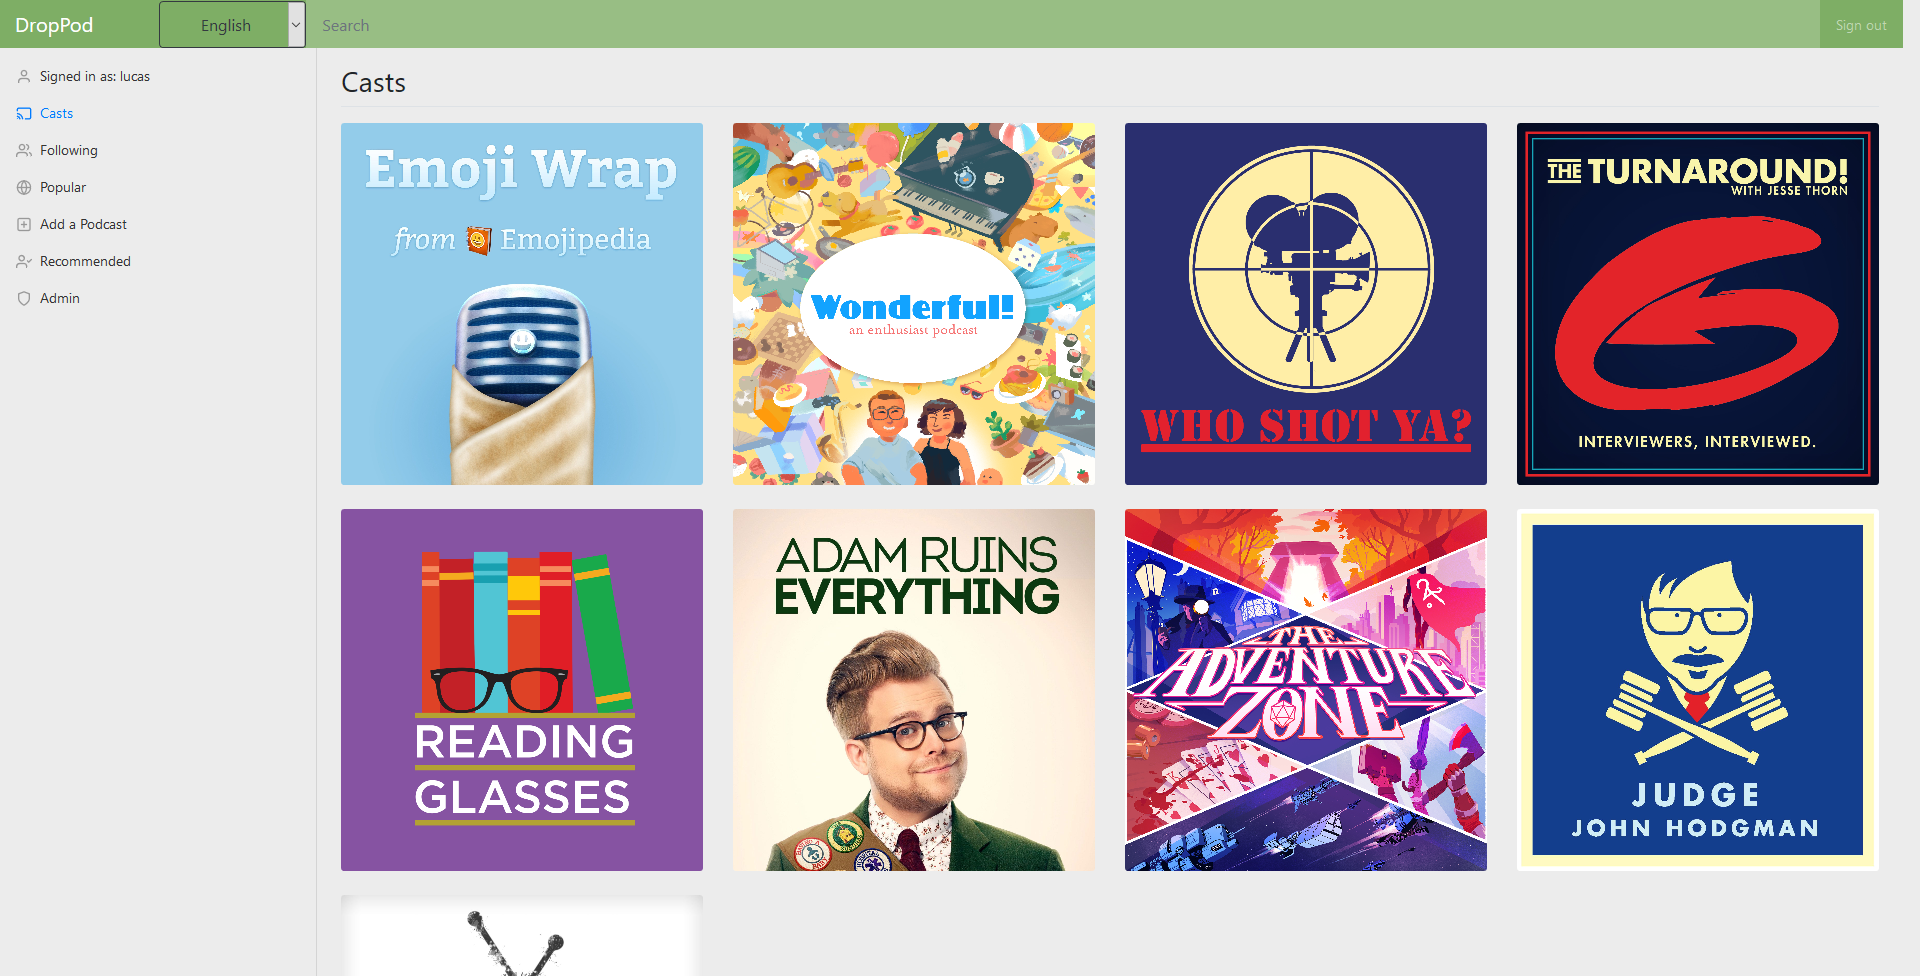 DropPod
English
Search
Sign out
Signed in as: lucas
Casts
Following
Popular
Add a Podcast
Recommended
Admin
Casts
Emoji Wrap
from Emojipedia
Wonderful!
an enthusiast podcast
WHO SHOT YA?
THE TURNAROUND!
WITH JESSE THORN
INTERVIEWERS, INTERVIEWED.
READING
GLASSES
ADAM RUINS
EVERYTHING
THE
ADVENTURE
ZONE
JUDGE
JOHN HODGMAN